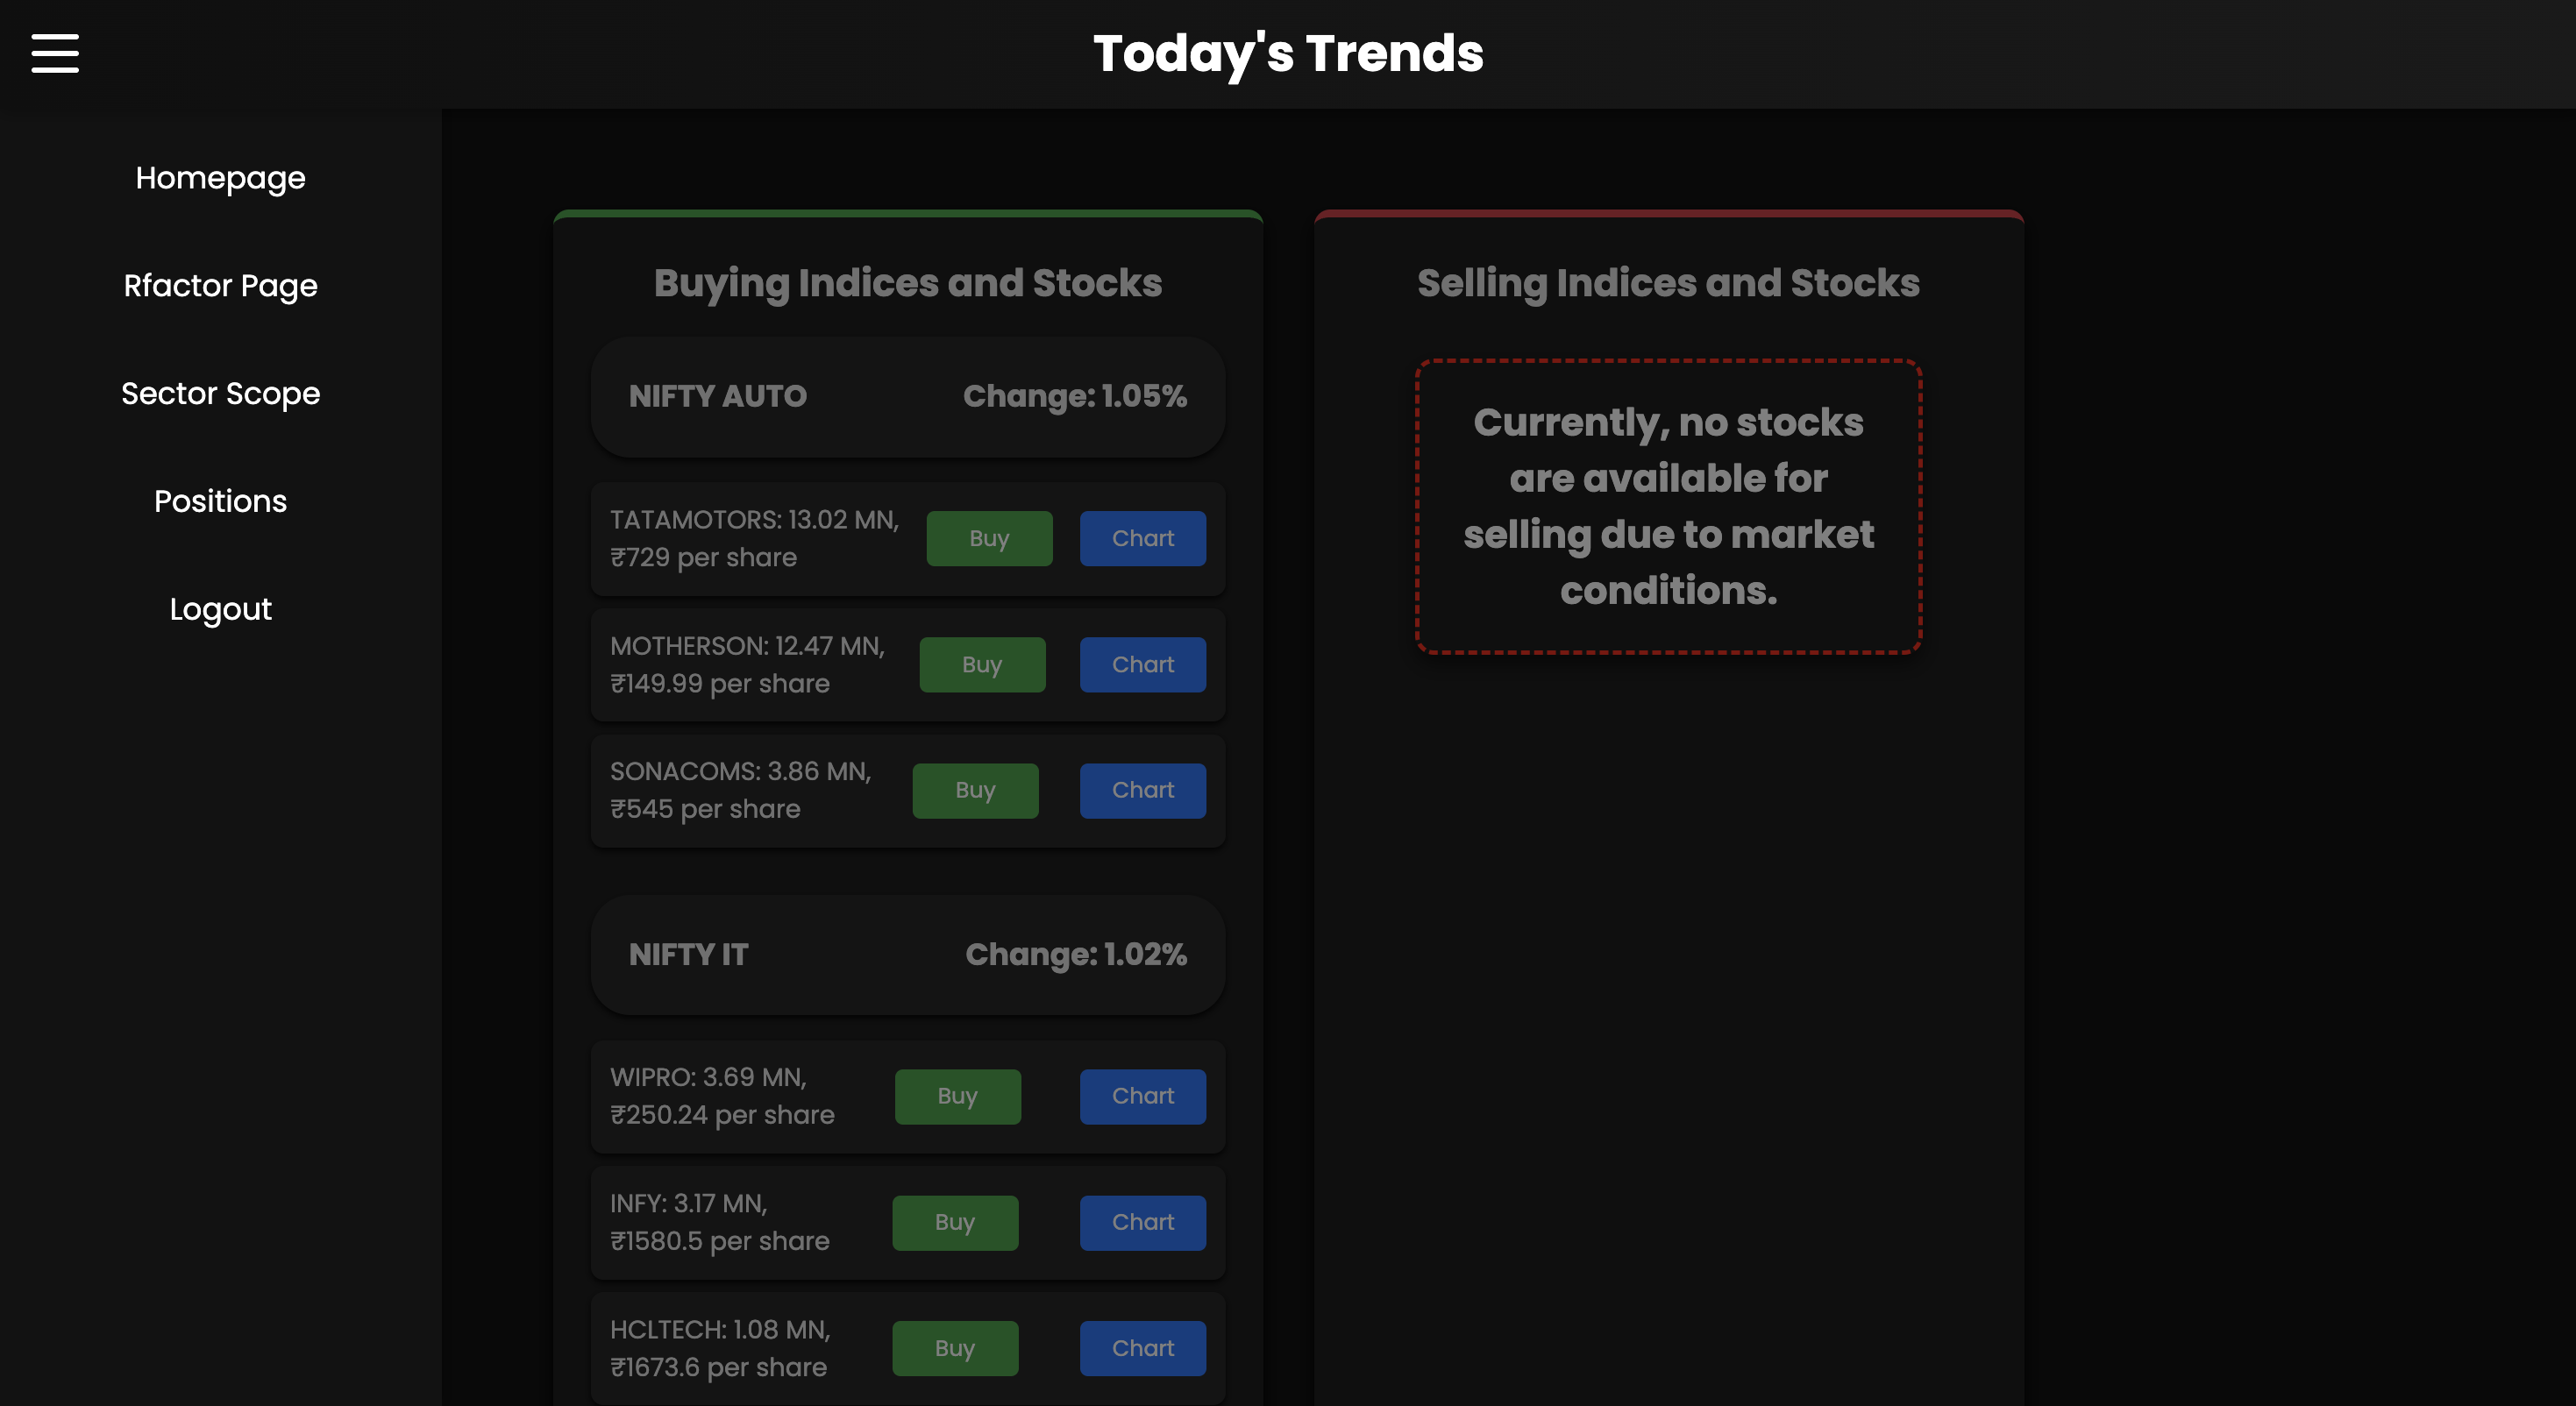 Today's Trends
Homepage
Rfactor Page
Sector Scope
Positions
Logout
Buying Indices and Stocks
NIFTY AUTO Change: 1.05%
TATAMOTORS: 13.02 MN,
₹729 per share
Buy Chart
MOTHERSON: 12.47 MN,
₹149.99 per share
Buy Chart
SONACOMS: 3.86 MN,
₹545 per share
Buy Chart
NIFTY IT Change: 1.02%
WIPRO: 3.69 MN,
₹250.24 per share
Buy Chart
INFY: 3.17 MN,
₹1580.5 per share
Buy Chart
HCLTECH: 1.08 MN,
₹1673.6 per share
Buy Chart
Selling Indices and Stocks
Currently, no stocks
are available for
selling due to market
conditions.